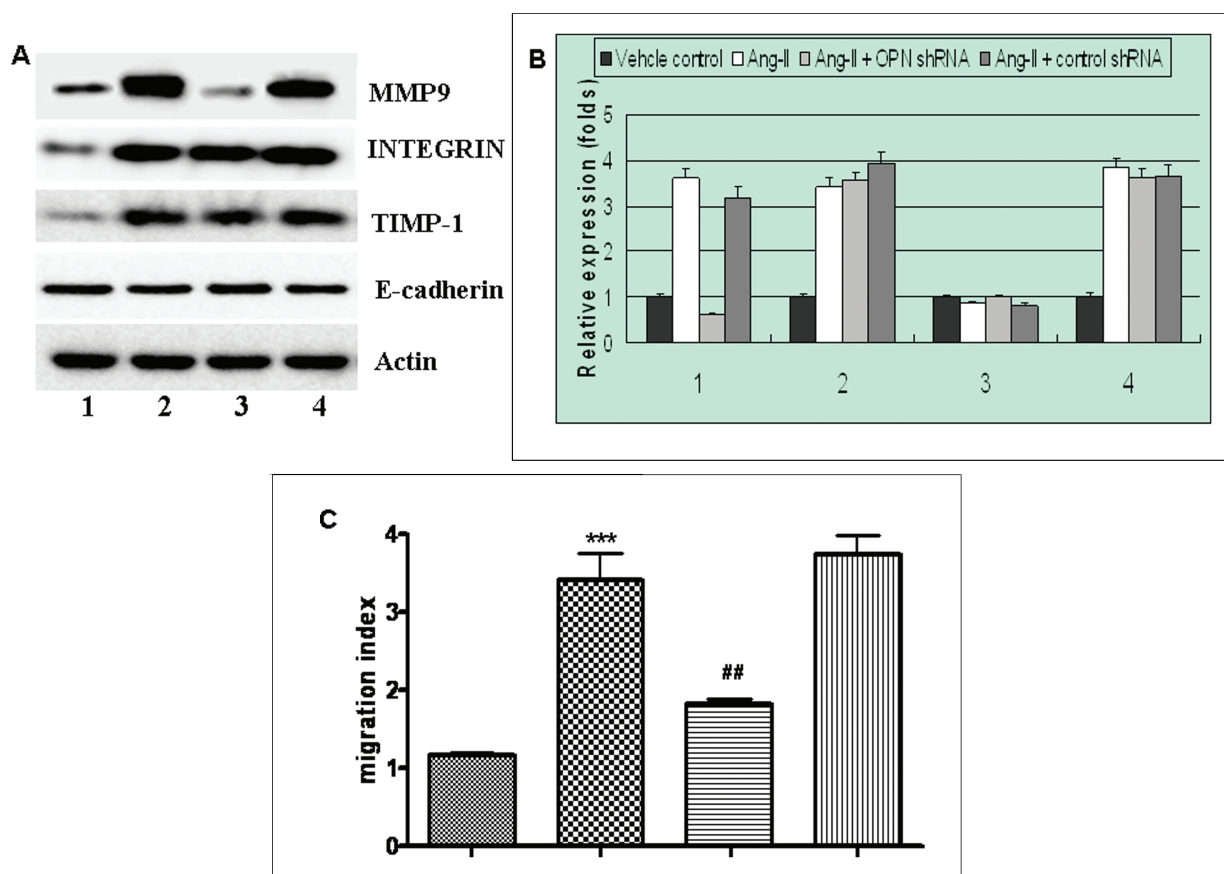 A
MMP9
INTEGRIN
TIMP-1
E-cadherin
Actin
1 2 3 4
B
Vehcle control Ang-II Ang-II + OPN shRNA Ang-II + control shRNA
Relative expression (folds)
5
4
3
2
1
0
1 2 3 4
C
migration index
4
3
2
1
0
***
##